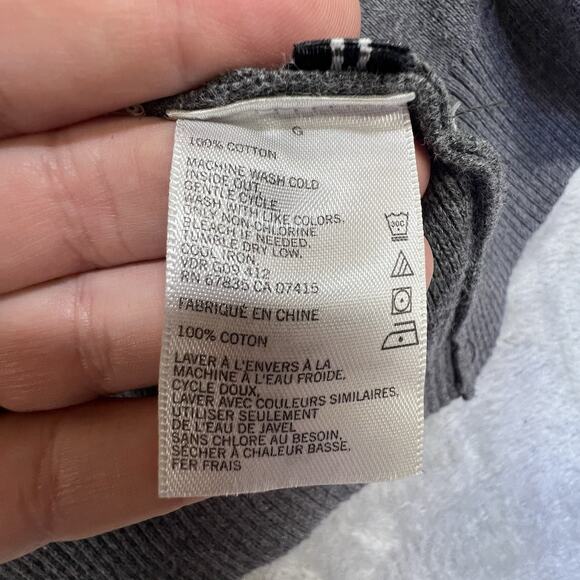 G
100% COTTON
MACHINE WASH COLD
INSIDE OUT.
GENTLE CYCLE.
WASH WITH LIKE COLORS.
ONLY NON-CHLORINE
BLEACH IF NEEDED.
TUMBLE DRY LOW.
COOL IRON.
VDR GD9 412
RN 67835 CA 07415
FABRIQUÉ EN CHINE
100% COTON
LAVER À L'ENVERS À LA
MACHINE À L'EAU FROIDE.
CYCLE DOUX.
LAVER AVEC COULEURS SIMILAIRES.
UTILISER SEULEMENT
DE L'EAU DE JAVEL
SANS CHLORE AU BESOIN.
SÉCHER À CHALEUR BASSE.
FER FRAIS